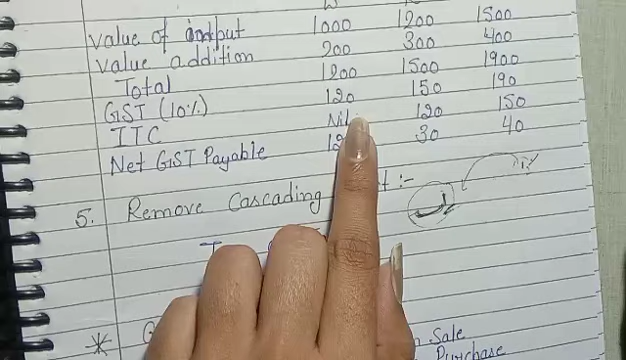 Value of input 1000 1200 1500
Value addition 200 300 400
Total 1200 1500 1900
GST (10%) 120 150 190
ITC Nil 120 150
Net GST Payable 30 40
5. Remove Cascading
* Sale
Purchase